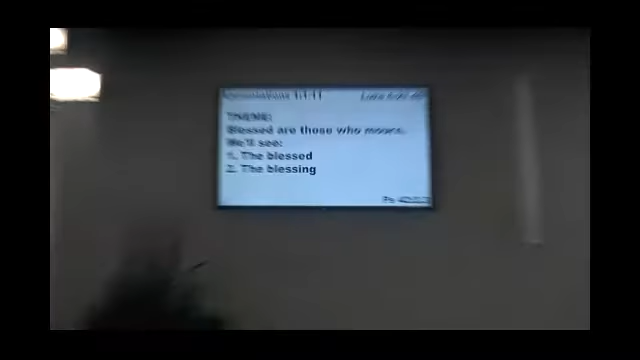 THEME:
Blessed are those who mourn.
We'll see:
1. The blessed
2. The blessing